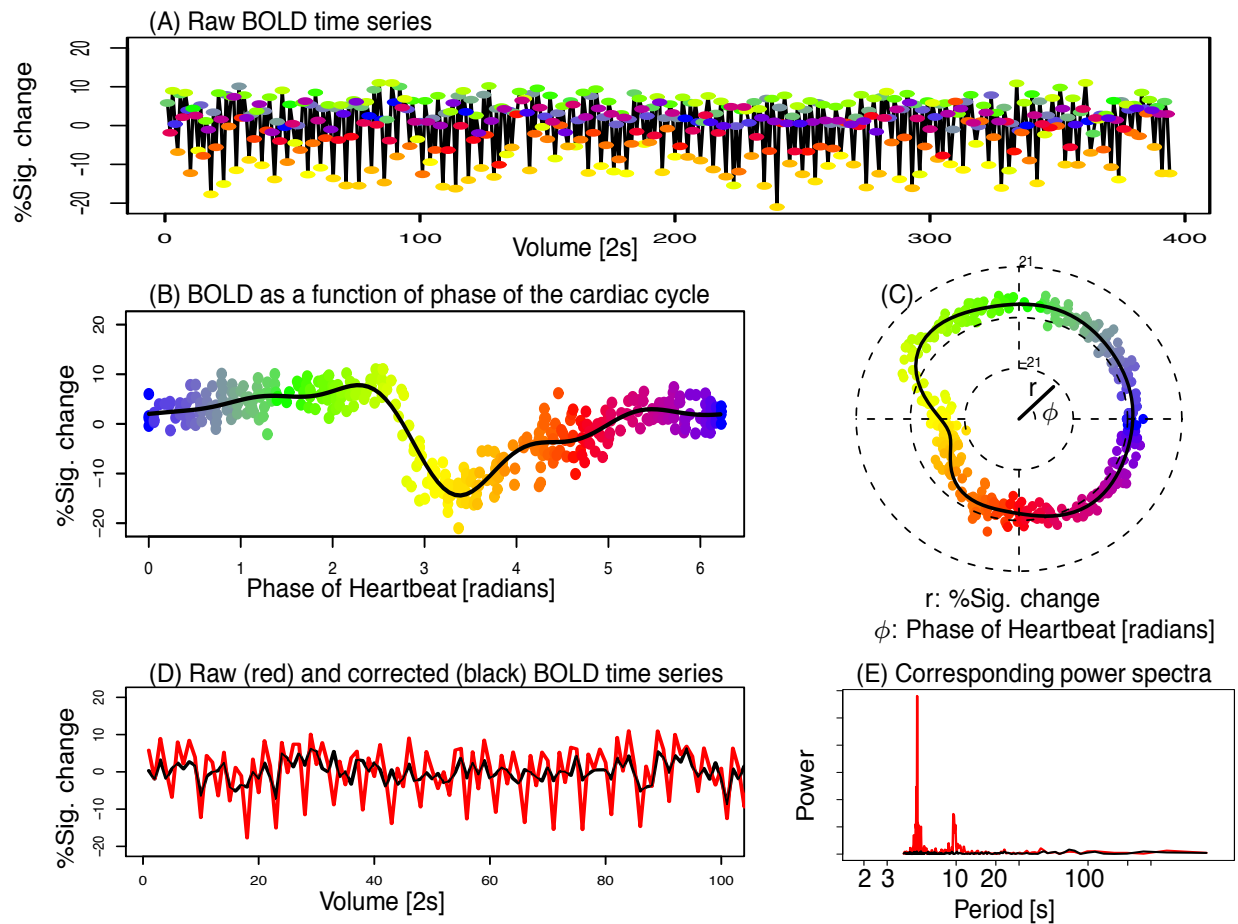 (A) Raw BOLD time series
%Sig. change
20
10
0
-10
-20
0
100
200
300
400
Volume [2s]
(B) BOLD as a function of phase of the cardiac cycle
%Sig. change
20
10
0
-10
-20
0
1
2
3
4
5
6
Phase of Heartbeat [radians]
(C)
21
-21
r
ϕ
r: %Sig. change
ϕ: Phase of Heartbeat [radians]
(D) Raw (red) and corrected (black) BOLD time series
%Sig. change
20
10
0
-10
-20
0
20
40
60
80
100
Volume [2s]
(E) Corresponding power spectra
Power
2 3 10 20 100
Period [s]